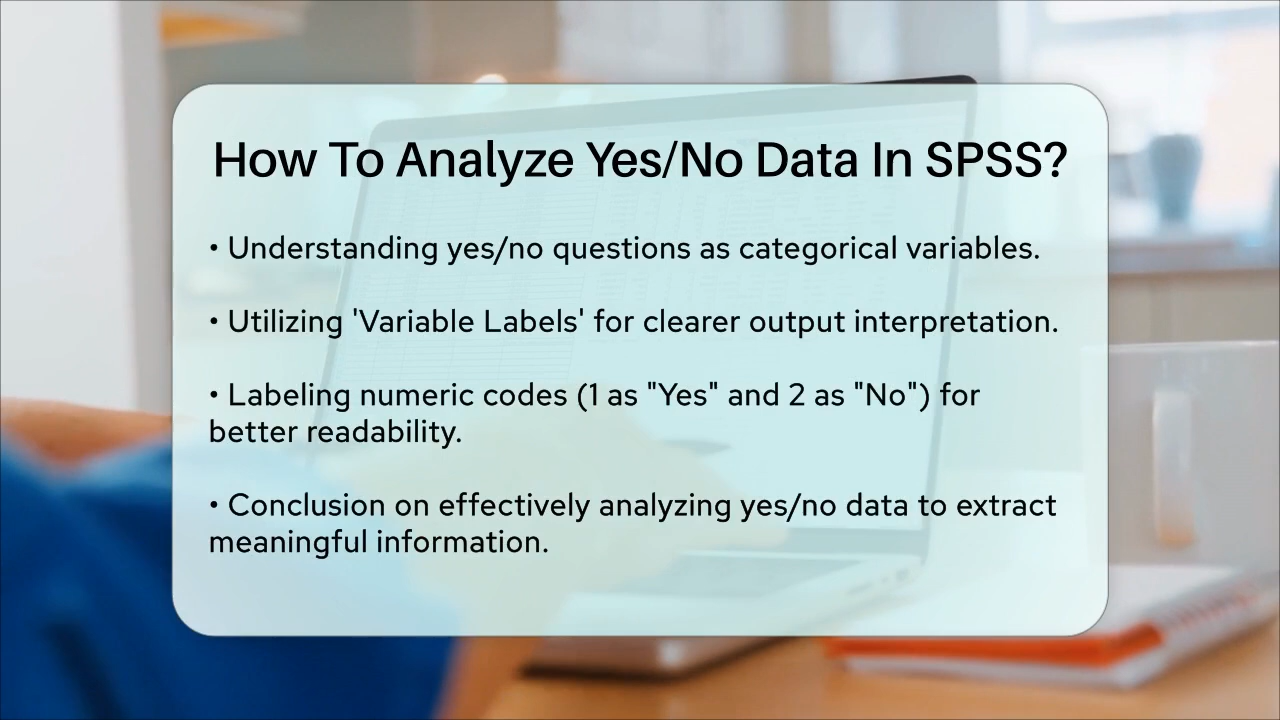 How To Analyze Yes/No Data In SPSS?
• Understanding yes/no questions as categorical variables.
• Utilizing 'Variable Labels' for clearer output interpretation.
• Labeling numeric codes (1 as "Yes" and 2 as "No") for
better readability.
• Conclusion on effectively analyzing yes/no data to extract
meaningful information.